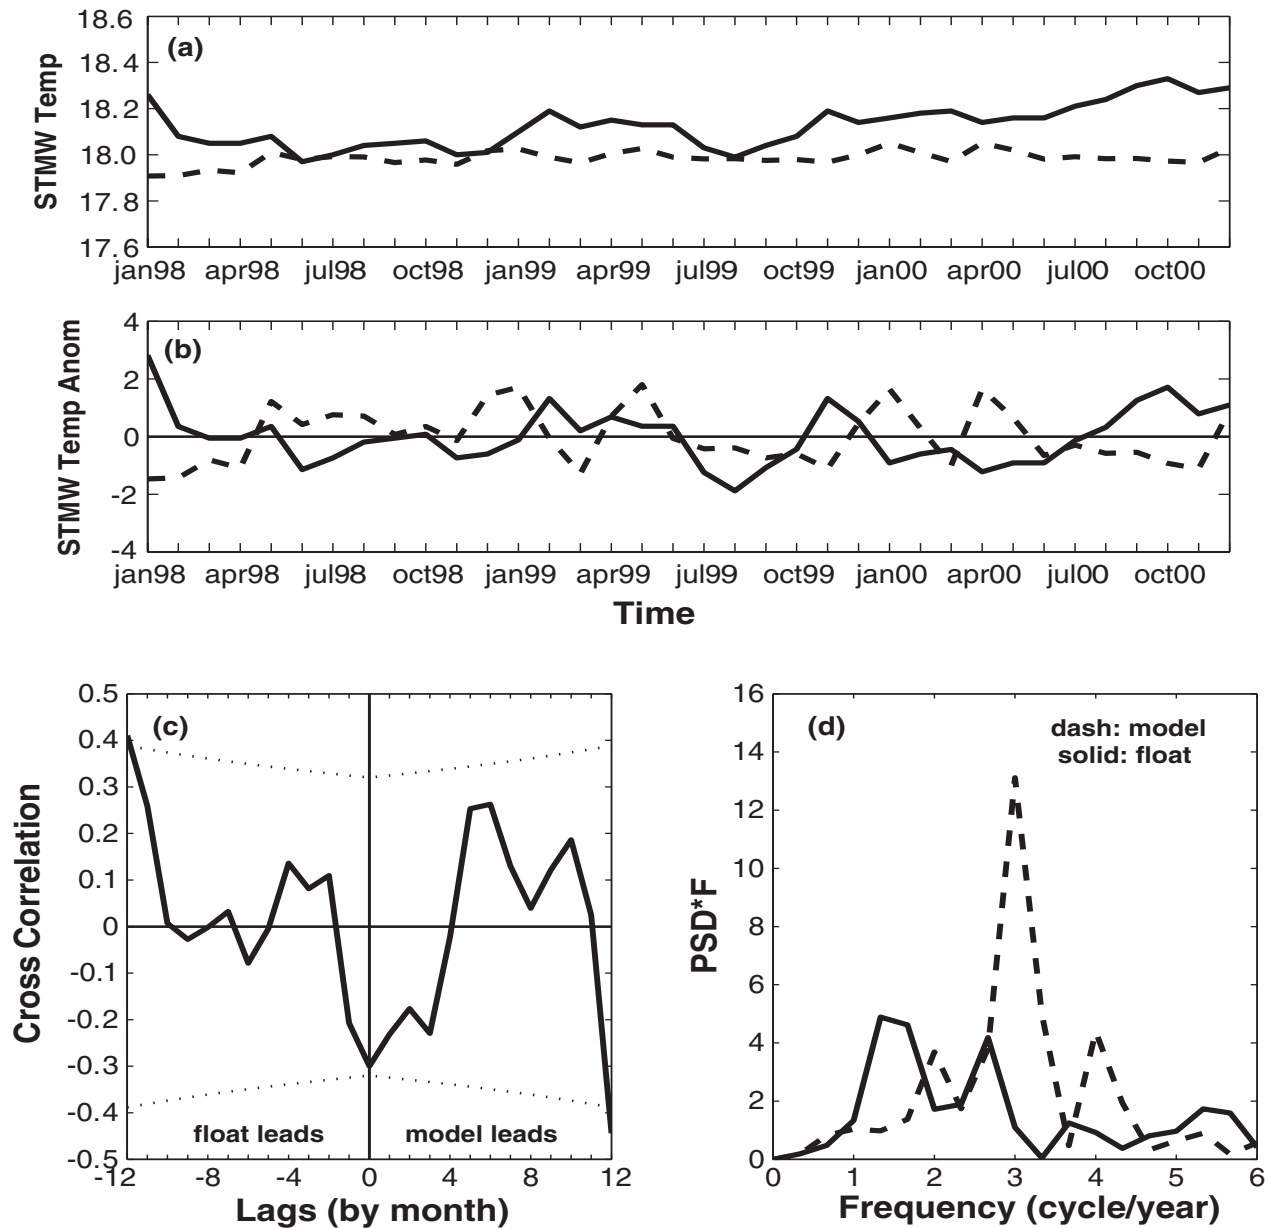 18.6
(a)
18.4
18.2
18.0
17.8
17.6
STMW Temp
jan98 apr98 jul98 oct98 jan99 apr99 jul99 oct99 jan00 apr00 jul00 oct00
4
(b)
2
0
-2
-4
STMW Temp Anom
jan98 apr98 jul98 oct98 jan99 apr99 jul99 oct99 jan00 apr00 jul00 oct00
Time
0.5
(c)
0.4
0.3
0.2
0.1
0
-0.1
-0.2
-0.3
-0.4
-0.5
Cross Correlation
float leads
model leads
-12 -8 -4 0 4 8 12
Lags (by month)
16
(d)
dash: model
solid: float
14
12
10
8
6
4
2
0
PSD*F
0 1 2 3 4 5 6
Frequency (cycle/year)